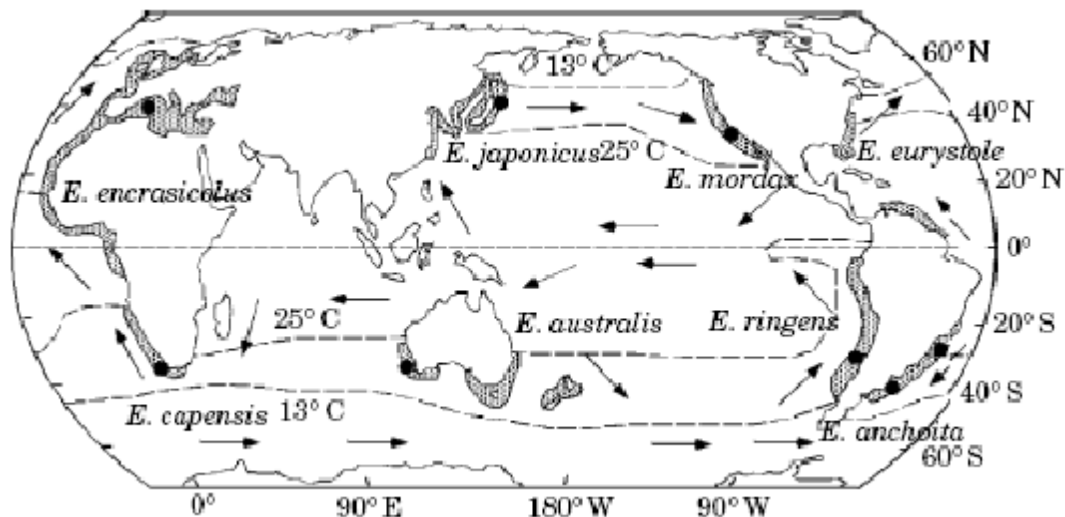 60°N
13°C
40°N
E. japonicus 25°C
E. eurystole
E. mordax
20°N
E. encrasicolus
0°
25°C
E. australis
E. ringens
20°S
40°S
E. capensis
13°C
E. anchoita
60°S
0°
90°E
180°W
90°W